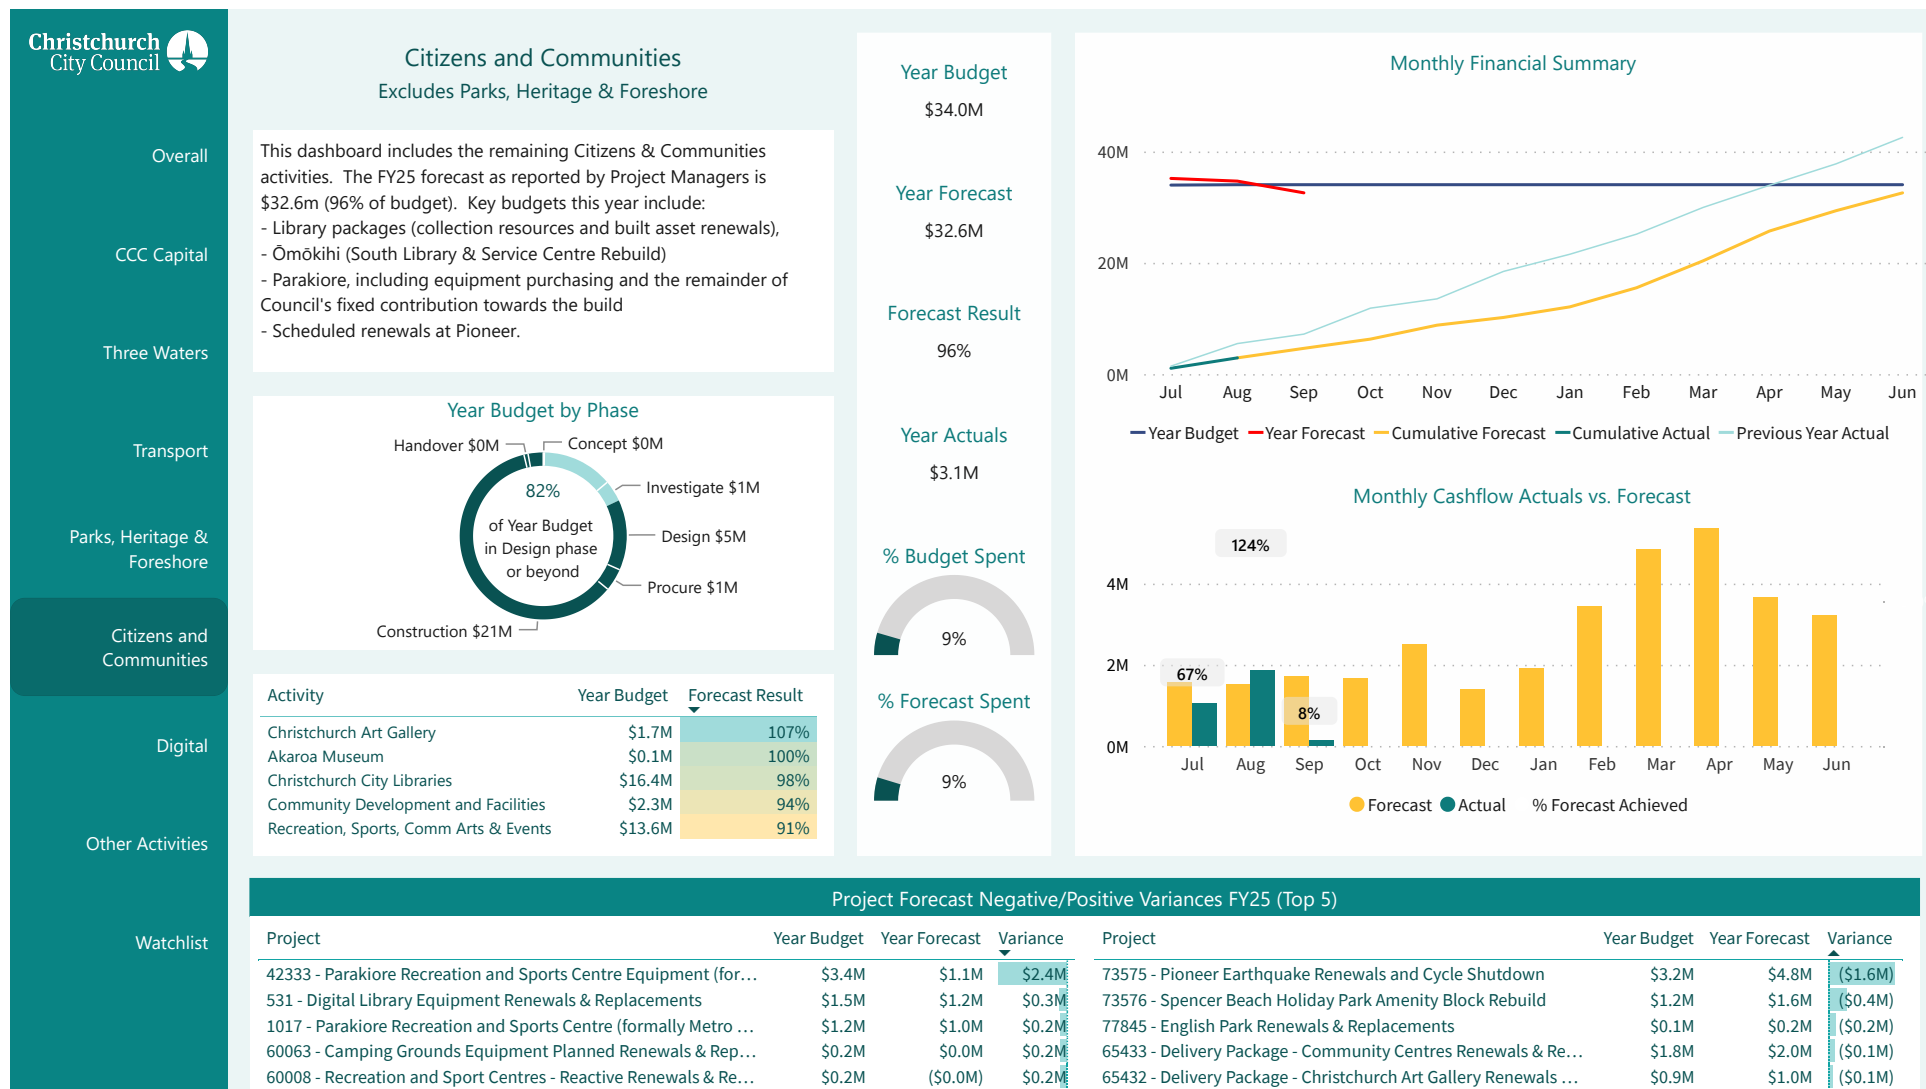 Christchurch
City Council
Overall
CCC Capital
Three Waters
Transport
Parks, Heritage &
Foreshore
Citizens and
Communities
Digital
Other Activities
Watchlist
Citizens and Communities
Excludes Parks, Heritage & Foreshore
This dashboard includes the remaining Citizens & Communities
activities.  The FY25 forecast as reported by Project Managers is
$32.6m (96% of budget).  Key budgets this year include:
- Library packages (collection resources and built asset renewals),
- Ōmōkihi (South Library & Service Centre Rebuild)
- Parakiore, including equipment purchasing and the remainder of
Council's fixed contribution towards the build
- Scheduled renewals at Pioneer.
Year Budget by Phase
Handover $0M
Concept $0M
Investigate $1M
Design $5M
Procure $1M
Construction $21M
82%
of Year Budget
in Design phase
or beyond
Activity Year Budget Forecast Result
Christchurch Art Gallery $1.7M 107%
Akaroa Museum $0.1M 100%
Christchurch City Libraries $16.4M 98%
Community Development and Facilities $2.3M 94%
Recreation, Sports, Comm Arts & Events $13.6M 91%
Year Budget
$34.0M
Year Forecast
$32.6M
Forecast Result
96%
Year Actuals
$3.1M
% Budget Spent
9%
% Forecast Spent
9%
Monthly Financial Summary
40M
20M
0M
Jul Aug Sep Oct Nov Dec Jan Feb Mar Apr May Jun
Year Budget Year Forecast Cumulative Forecast Cumulative Actual Previous Year Actual
Monthly Cashflow Actuals vs. Forecast
124%
4M
2M
67%
8%
0M
Jul Aug Sep Oct Nov Dec Jan Feb Mar Apr May Jun
Forecast Actual % Forecast Achieved
Project Forecast Negative/Positive Variances FY25 (Top 5)
Project Year Budget Year Forecast Variance
42333 - Parakiore Recreation and Sports Centre Equipment (for... $3.4M $1.1M $2.4M
531 - Digital Library Equipment Renewals & Replacements $1.5M $1.2M $0.3M
1017 - Parakiore Recreation and Sports Centre (formally Metro ... $1.2M $1.0M $0.2M
60063 - Camping Grounds Equipment Planned Renewals & Rep... $0.2M $0.0M $0.2M
60008 - Recreation and Sport Centres - Reactive Renewals & Re... $0.2M ($0.0M) $0.2M
Project Year Budget Year Forecast Variance
73575 - Pioneer Earthquake Renewals and Cycle Shutdown $3.2M $4.8M ($1.6M)
73576 - Spencer Beach Holiday Park Amenity Block Rebuild $1.2M $1.6M ($0.4M)
77845 - English Park Renewals & Replacements $0.1M $0.2M ($0.2M)
65433 - Delivery Package - Community Centres Renewals & Re... $1.8M $2.0M ($0.1M)
65432 - Delivery Package - Christchurch Art Gallery Renewals ... $0.9M $1.0M ($0.1M)